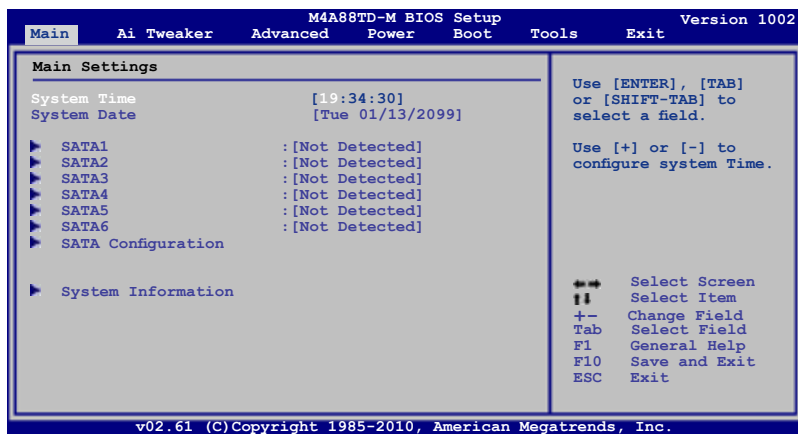 M4A88TD-M BIOS Setup Version 1002
Main Ai Tweaker Advanced Power Boot Tools Exit
Main Settings
System Time [19:34:30]
System Date [Tue 01/13/2099]
SATA1 :[Not Detected]
SATA2 :[Not Detected]
SATA3 :[Not Detected]
SATA4 :[Not Detected]
SATA5 :[Not Detected]
SATA6 :[Not Detected]
SATA Configuration
System Information
Use [ENTER], [TAB]
or [SHIFT-TAB] to
select a field.
Use [+] or [-] to
configure system Time.
←→ Select Screen
↑↓ Select Item
+- Change Field
Tab Select Field
F1 General Help
F10 Save and Exit
ESC Exit
v02.61 (C)Copyright 1985-2010, American Megatrends, Inc.